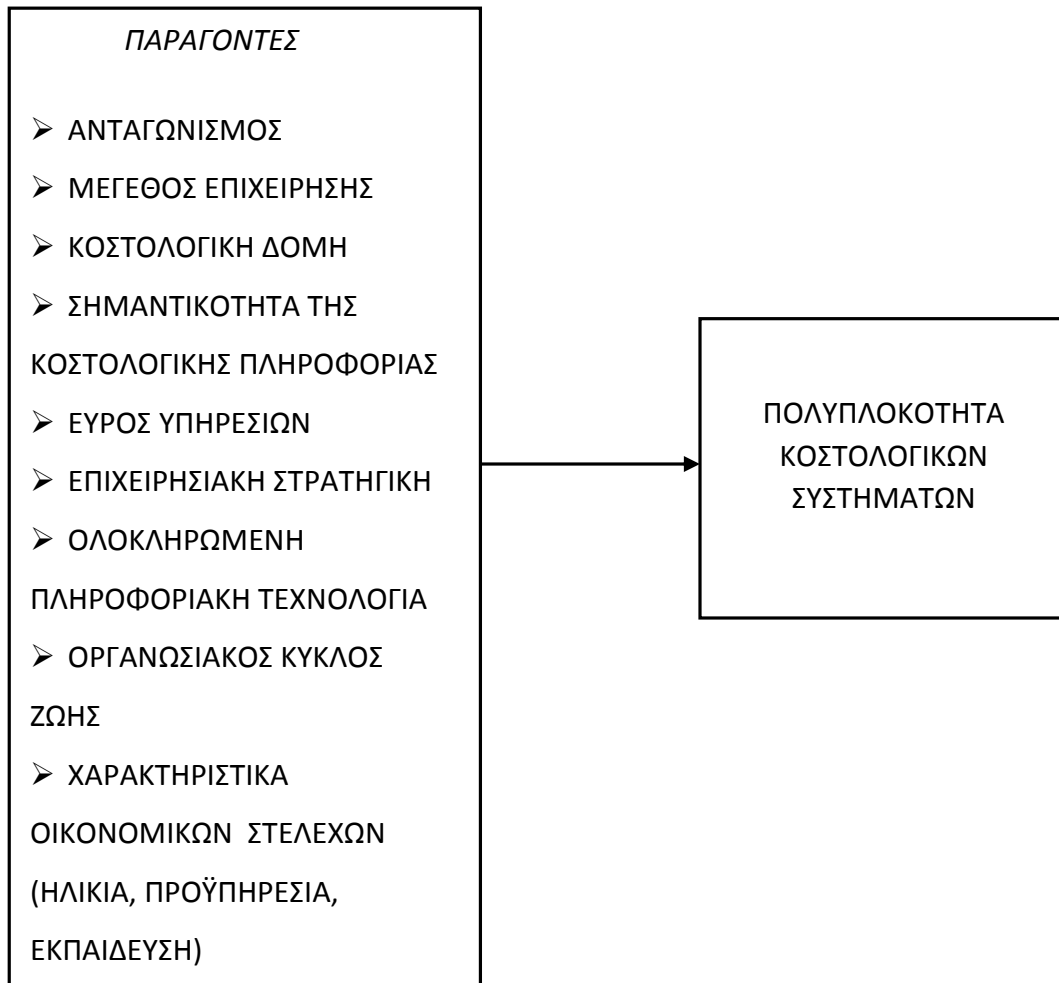 ΠΑΡΑΓΟΝΤΕΣ
➢ ΑΝΤΑΓΩΝΙΣΜΟΣ
➢ ΜΕΓΕΘΟΣ ΕΠΙΧΕΙΡΗΣΗΣ
➢ ΚΟΣΤΟΛΟΓΙΚΗ ΔΟΜΗ
➢ ΣΗΜΑΝΤΙΚΟΤΗΤΑ ΤΗΣ
ΚΟΣΤΟΛΟΓΙΚΗΣ ΠΛΗΡΟΦΟΡΙΑΣ
➢ ΕΥΡΟΣ ΥΠΗΡΕΣΙΩΝ
➢ ΕΠΙΧΕΙΡΗΣΙΑΚΗ ΣΤΡΑΤΗΓΙΚΗ
➢ ΟΛΟΚΛΗΡΩΜΕΝΗ
ΠΛΗΡΟΦΟΡΙΑΚΗ ΤΕΧΝΟΛΟΓΙΑ
➢ ΟΡΓΑΝΩΣΙΑΚΟΣ ΚΥΚΛΟΣ
ΖΩΗΣ
➢ ΧΑΡΑΚΤΗΡΙΣΤΙΚΑ
ΟΙΚΟΝΟΜΙΚΩΝ ΣΤΕΛΕΧΩΝ
(ΗΛΙΚΙΑ, ΠΡΟΫΠΗΡΕΣΙΑ,
ΕΚΠΑΙΔΕΥΣΗ)
ΠΟΛΥΠΛΟΚΟΤΗΤΑ
ΚΟΣΤΟΛΟΓΙΚΩΝ
ΣΥΣΤΗΜΑΤΩΝ